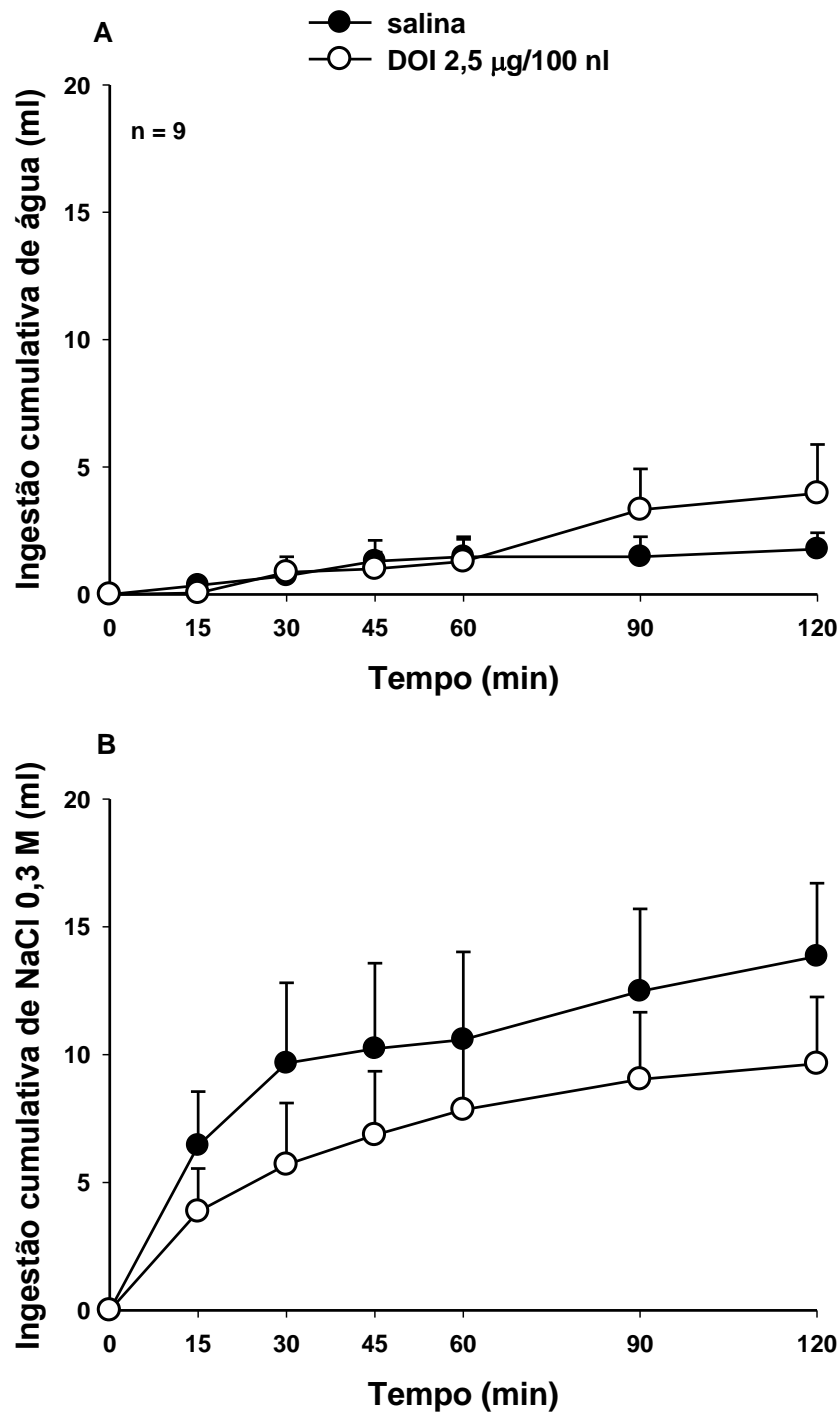 A
salina
DOI 2,5 μg/100 nl
Ingestão cumulativa de água (ml)
n = 9
20
15
10
5
0
0 15 30 45 60 90 120
Tempo (min)
B
Ingestão cumulativa de NaCl 0,3 M (ml)
20
15
10
5
0
0 15 30 45 60 90 120
Tempo (min)